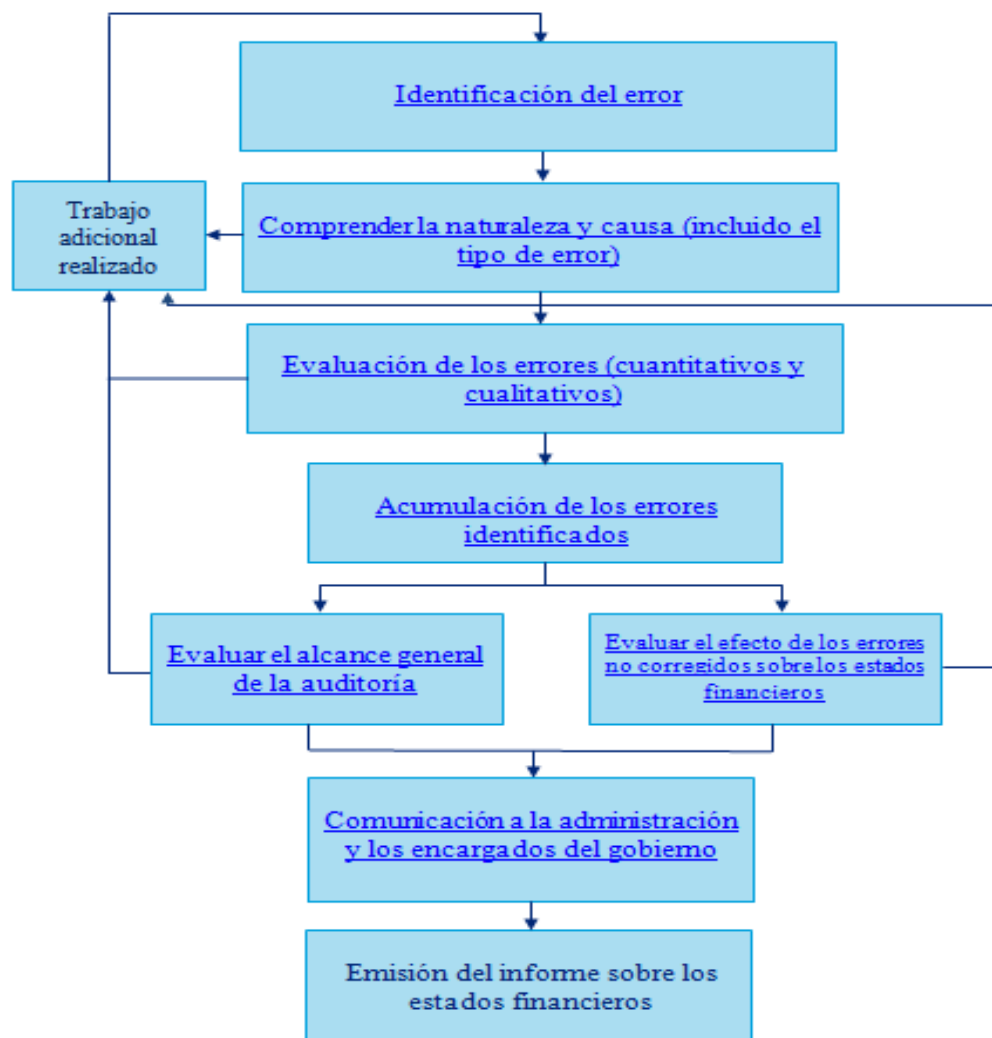 Identificación del error
Trabajo
adicional
realizado
Comprender la naturaleza y causa (incluido el
tipo de error)
Evaluación de los errores (cuantitativos y
cualitativos)
Acumulación de los errores
identificados
Evaluar el alcance general
de la auditoría
Evaluar el efecto de los errores
no corregidos sobre los estados
financieros
Comunicación a la administración
y los encargados del gobierno
Emisión del informe sobre los
estados financieros